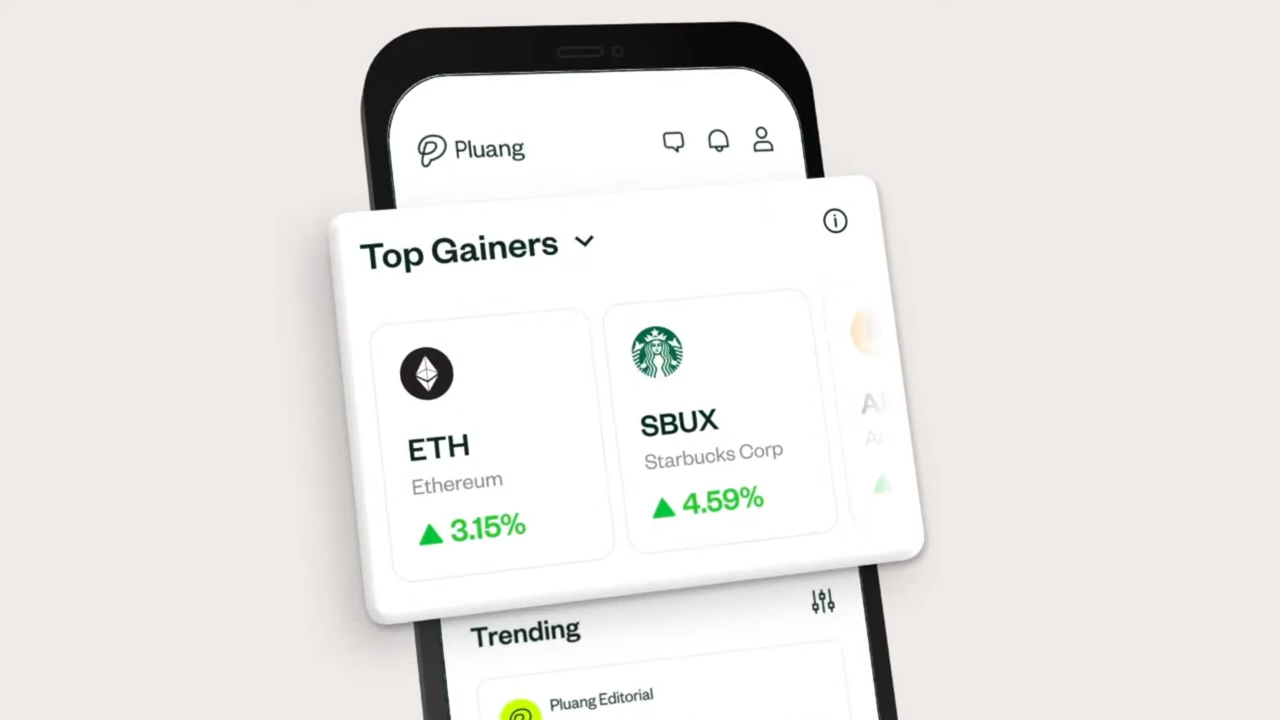 Pluang
Top Gainers
ETH
Ethereum
3.15%
SBUX
Starbucks Corp
4.59%
Trending
Pluang Editorial